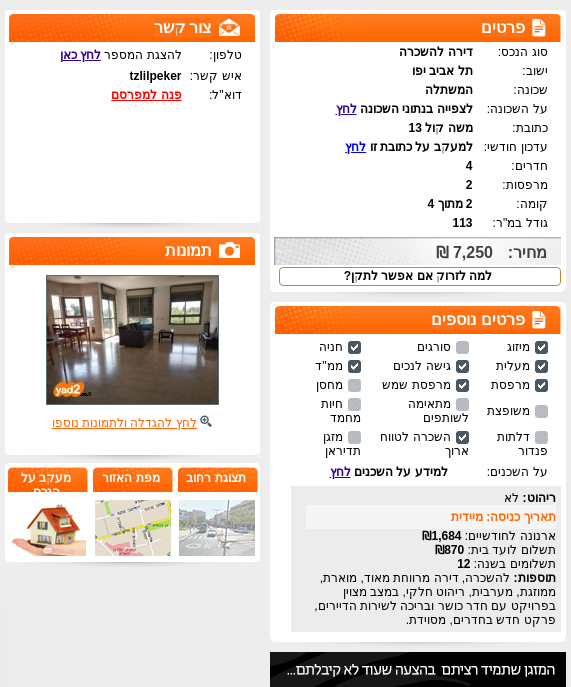 פרטים
סוג הנכס: דירה להשכרה
ישוב: תל אביב יפו
שכונה: המשתלה
על השכונה: לצפייה בנתוני השכונה לחץ
כתובת: משה קול 13
עדכון חודשי: למעקב על כתובת זו לחץ
חדרים: 4
מרפסות: 2
קומה: 2 מתוך 4
גודל במ"ר: 113
מחיר: 7,250 ₪
למה לזרוק אם אפשר לתקן?
פרטים נוספים
מיזוג סורגים חניה
מעלית גישה לנכים ממ"ד
מרפסת מרפסת שמש מחסן
משופצת מתאימה לשותפים חיות מחמד
דלתות פנדור השכרה לטווח ארוך מזגן תדיראן
על השכנים: למידע על השכנים לחץ
ריהוט: לא
תאריך כניסה: מיידית
ארנונה לחודשיים: 1,684₪
תשלום לועד בית: 870₪
תשלומים בשנה: 12
תוספות: להשכרה, דירה מרווחת מאוד, מוארת,
ממוזגת, מערבית, ריהוט חלקי, במצב מצוין
בפרויקט עם חדר כושר ובריכה לשירות הדיירים,
פרקט חדש בחדרים, מסוידת.
המזגן שתמיד רציתם בהצעה שעוד לא קיבלתם...
צור קשר
טלפון: להצגת המספר לחץ כאן
איש קשר: tzlilpeker
דוא"ל: פנה למפרסם
תמונות
yad2
לחץ להגדלה ולתמונות נוספו
תצוגת רחוב
מפת האזור
מעקב על
הנכס